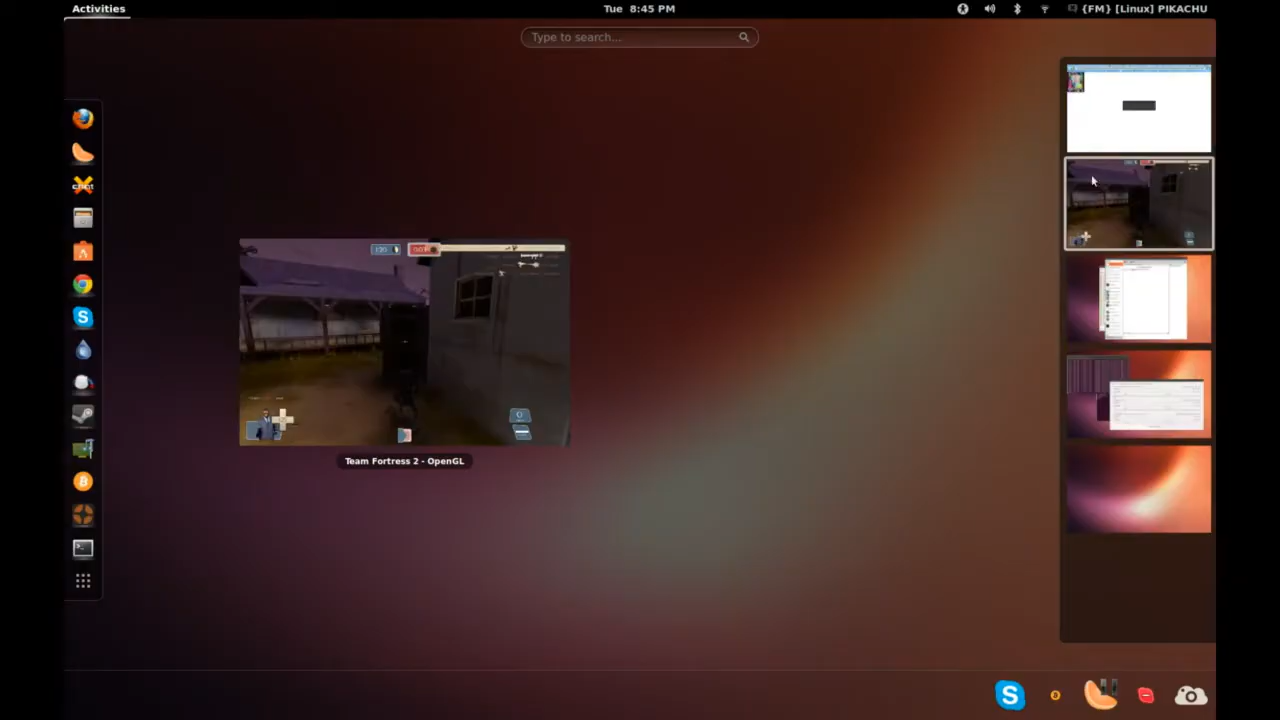 Activities
Tue 8:45 PM
{FM} [Linux] PIKACHU
Type to search...
Team Fortress 2 - OpenGL